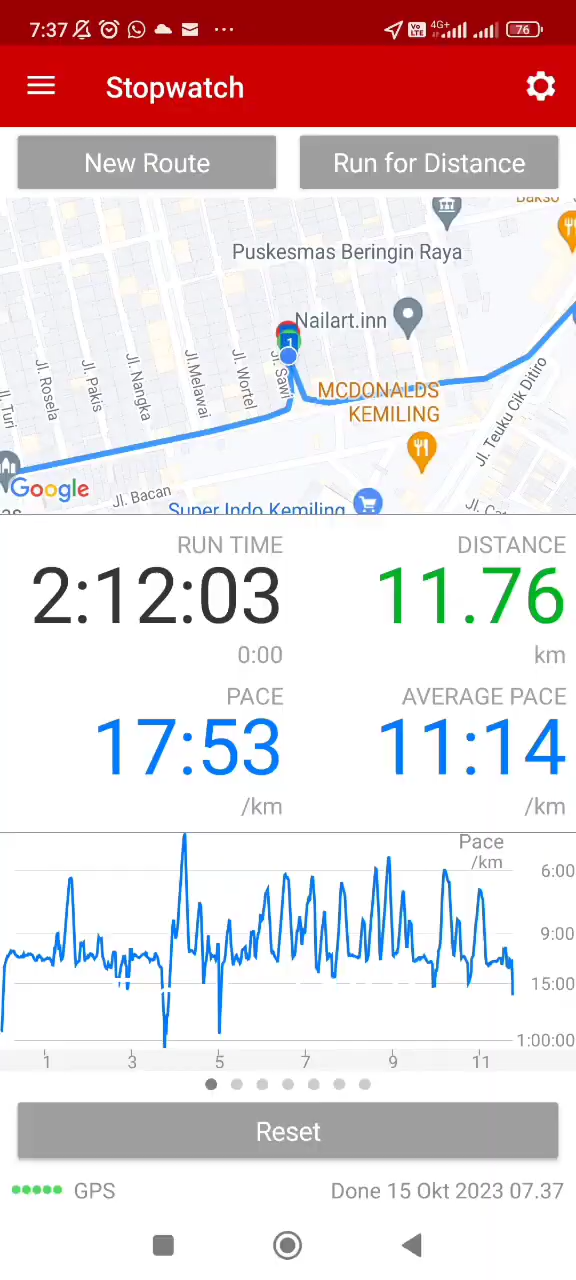 7:37 4G+ Vo LTE 76
Stopwatch
New Route Run for Distance
Puskesmas Beringin Raya
Nailart.inn
1
Jl. Rosela
Jl. Pakis
Jl. Nangka
Jl.Melawai
Jl. Wortel
Jl. Sawi
MCDONALDS
KEMILING
Jl. Teuku Cik Ditiro
Google
Jl. Bacan
Super Indo Kemiling
RUN TIME DISTANCE
2:12:03 11.76
0:00 km
PACE AVERAGE PACE
17:53 11:14
/km /km
Pace
/km
6:00
9:00
15:00
1:00:00
1 3 5 7 9 11
Reset
GPS Done 15 Okt 2023 07.37